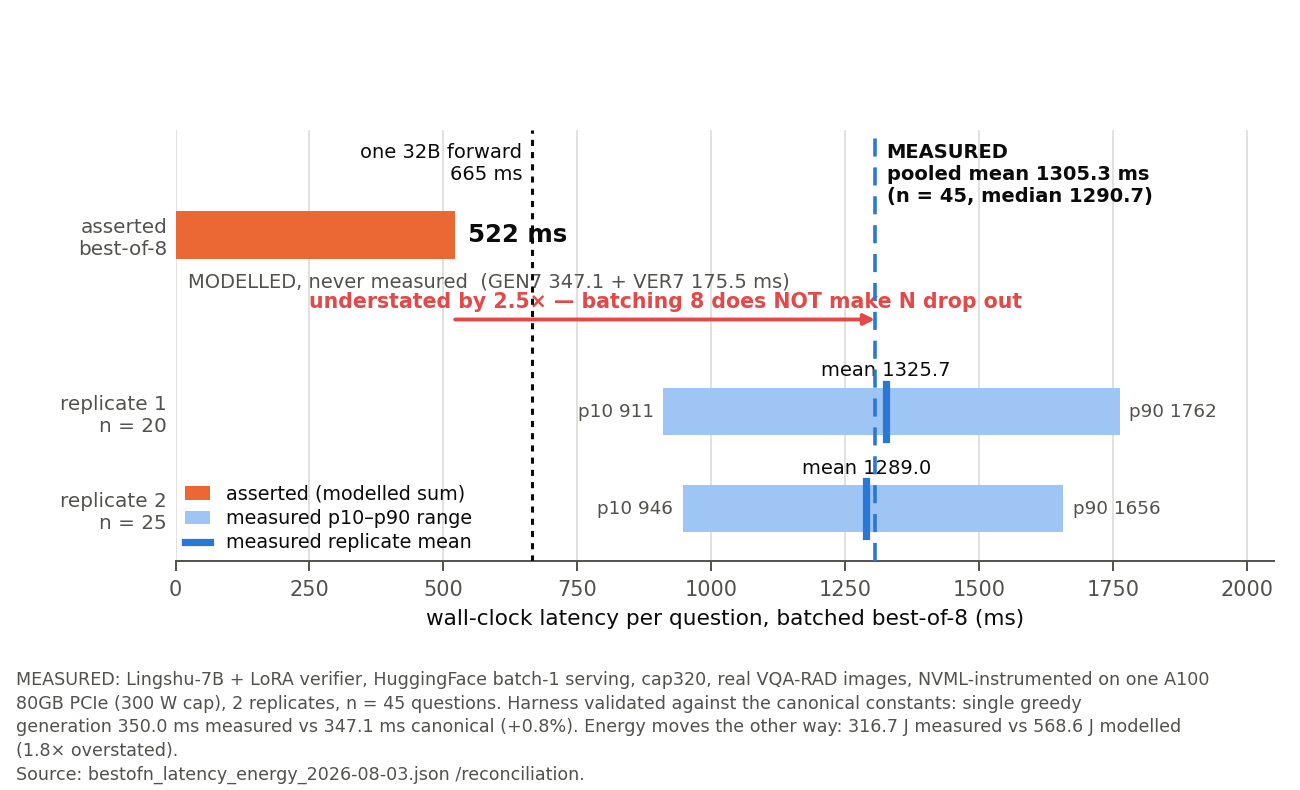 one 32B forward
665 ms
MEASURED
pooled mean 1305.3 ms
(n = 45, median 1290.7)
asserted
best-of-8
522 ms
MODELLED, never measured  (GEN7 347.1 + VER7 175.5 ms)
understated by 2.5× — batching 8 does NOT make N drop out
mean 1325.7
replicate 1
n = 20
p10 911
p90 1762
mean 1289.0
replicate 2
n = 25
p10 946
p90 1656
asserted (modelled sum)
measured p10–p90 range
measured replicate mean
0 250 500 750 1000 1250 1500 1750 2000
wall-clock latency per question, batched best-of-8 (ms)
MEASURED: Lingshu-7B + LoRA verifier, HuggingFace batch-1 serving, cap320, real VQA-RAD images, NVML-instrumented on one A100
80GB PCIe (300 W cap), 2 replicates, n = 45 questions. Harness validated against the canonical constants: single greedy
generation 350.0 ms measured vs 347.1 ms canonical (+0.8%). Energy moves the other way: 316.7 J measured vs 568.6 J modelled
(1.8× overstated).
Source: bestofn_latency_energy_2026-08-03.json /reconciliation.